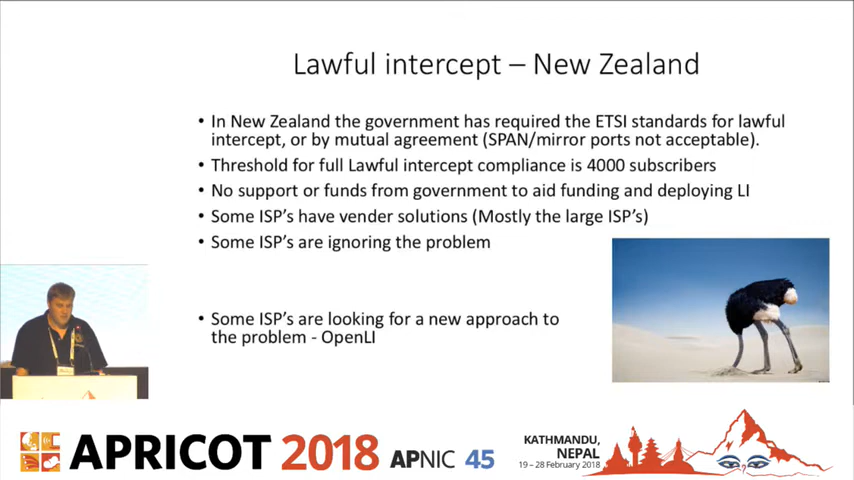 Lawful intercept – New Zealand
• In New Zealand the government has required the ETSI standards for lawful
intercept, or by mutual agreement (SPAN/mirror ports not acceptable).
• Threshold for full Lawful intercept compliance is 4000 subscribers
• No support or funds from government to aid funding and deploying LI
• Some ISP's have vender solutions (Mostly the large ISP's)
• Some ISP's are ignoring the problem
• Some ISP's are looking for a new approach to
the problem - OpenLI
APRICOT 2018
APNIC 45
KATHMANDU,
NEPAL
19 – 28 February 2018